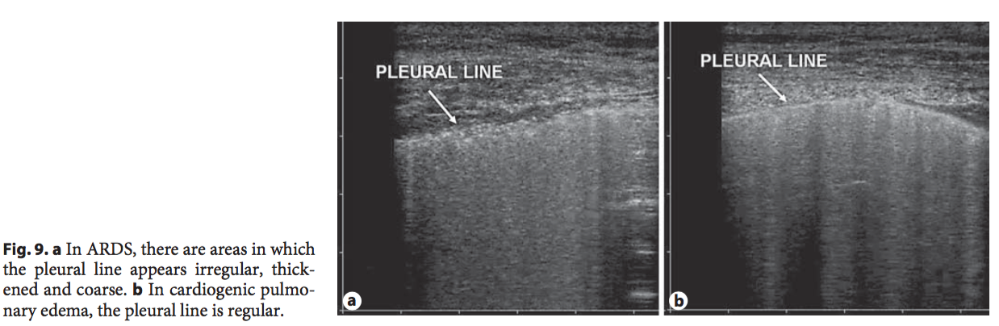 PLEURAL LINE
PLEURAL LINE
a
b
Fig. 9. a In ARDS, there are areas in which
the pleural line appears irregular, thick-
ened and coarse. b In cardiogenic pulmo-
nary edema, the pleural line is regular.